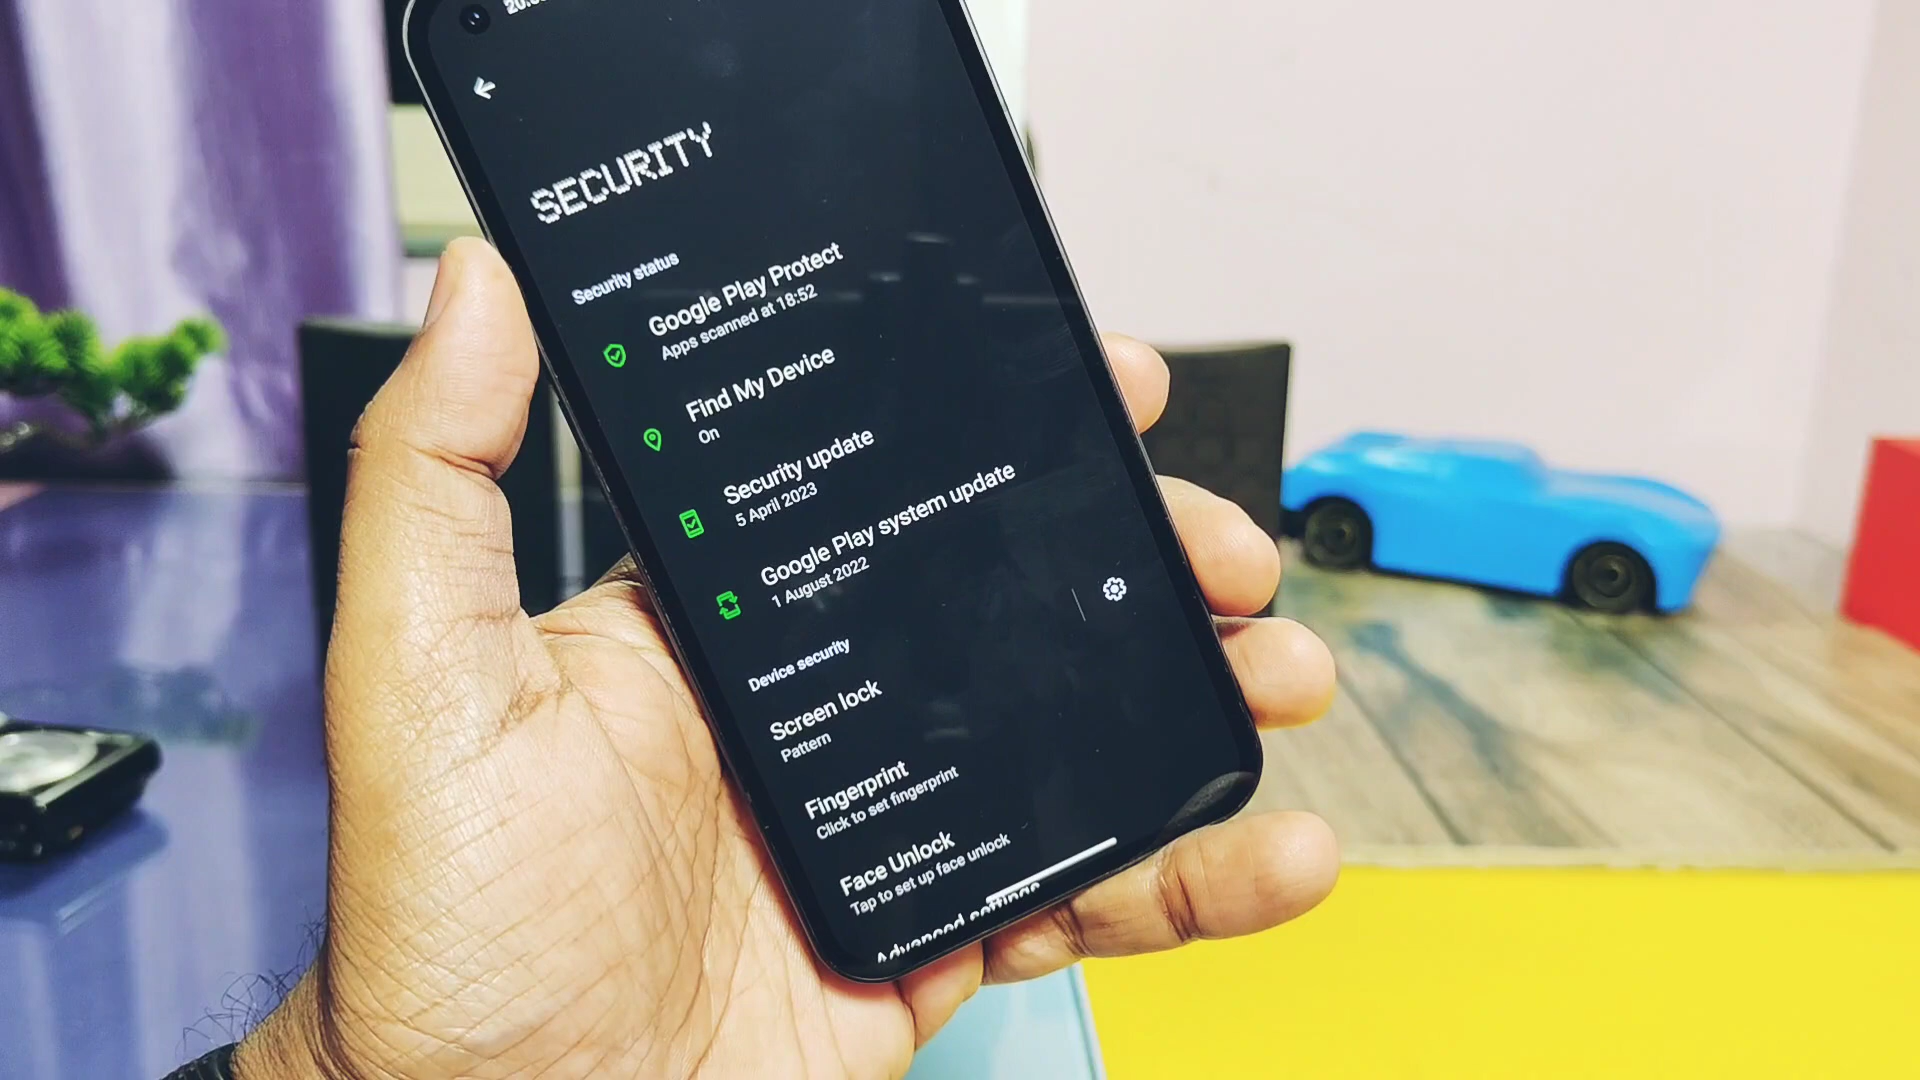 SECURITY
Security status
Google Play Protect
Apps scanned at 18:52
Find My Device
On
Security update
5 April 2023
Google Play system update
1 August 2022
Device security
Screen lock
Pattern
Fingerprint
Click to set fingerprint
Face Unlock
Tap to set up face unlock
Advanced settings